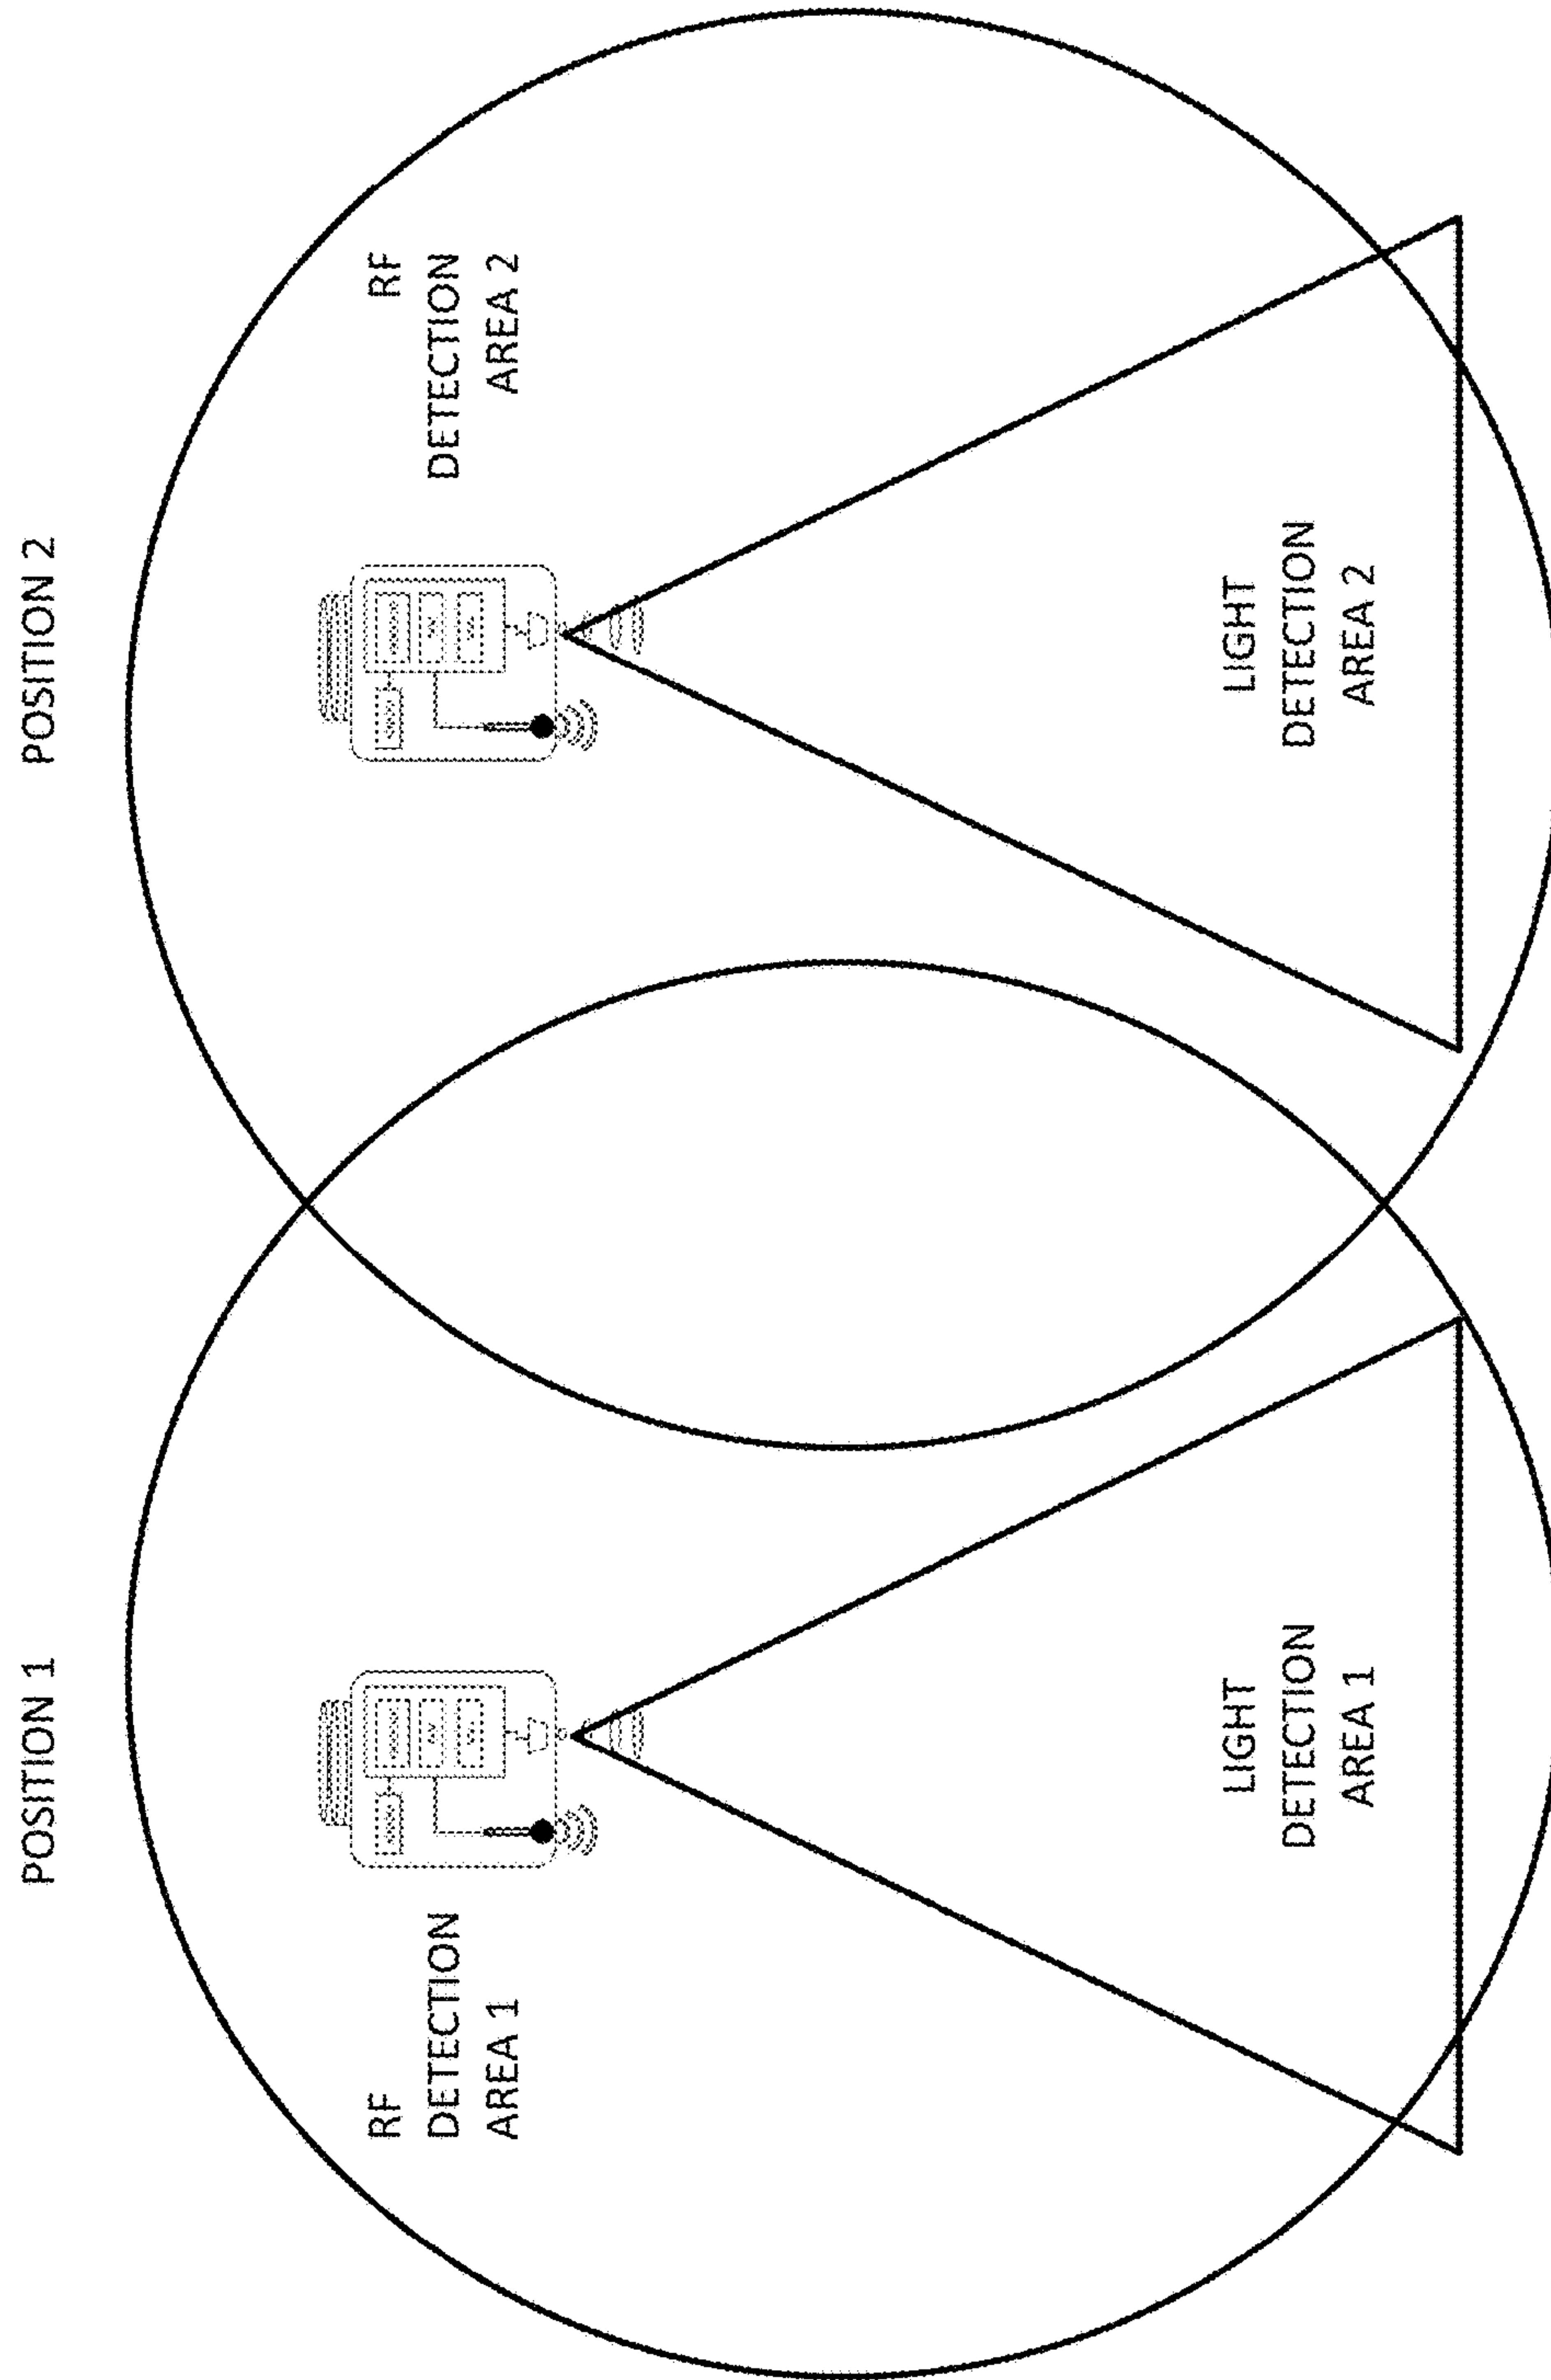 POSITION 1
POSITION 2
RF
DETECTION
AREA 1
RF
DETECTION
AREA 2
LIGHT
DETECTION
AREA 1
LIGHT
DETECTION
AREA 2